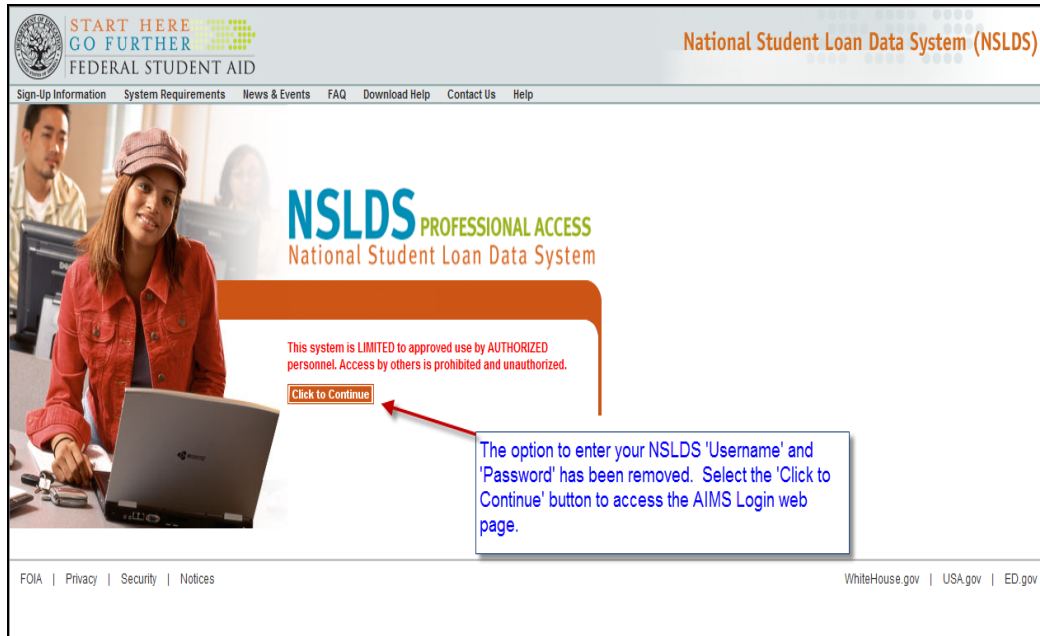 START HERE
GO FURTHER
FEDERAL STUDENT AID
National Student Loan Data System (NSLDS)
Sign-Up Information System Requirements News & Events FAQ Download Help Contact Us Help
NSLDS PROFESSIONAL ACCESS
National Student Loan Data System
This system is LIMITED to approved use by AUTHORIZED
personnel. Access by others is prohibited and unauthorized.
Click to Continue
The option to enter your NSLDS 'Username' and
'Password' has been removed. Select the 'Click to
Continue' button to access the AIMS Login web
page.
FOIA | Privacy | Security | Notices
WhiteHouse.gov | USA.gov | ED.gov